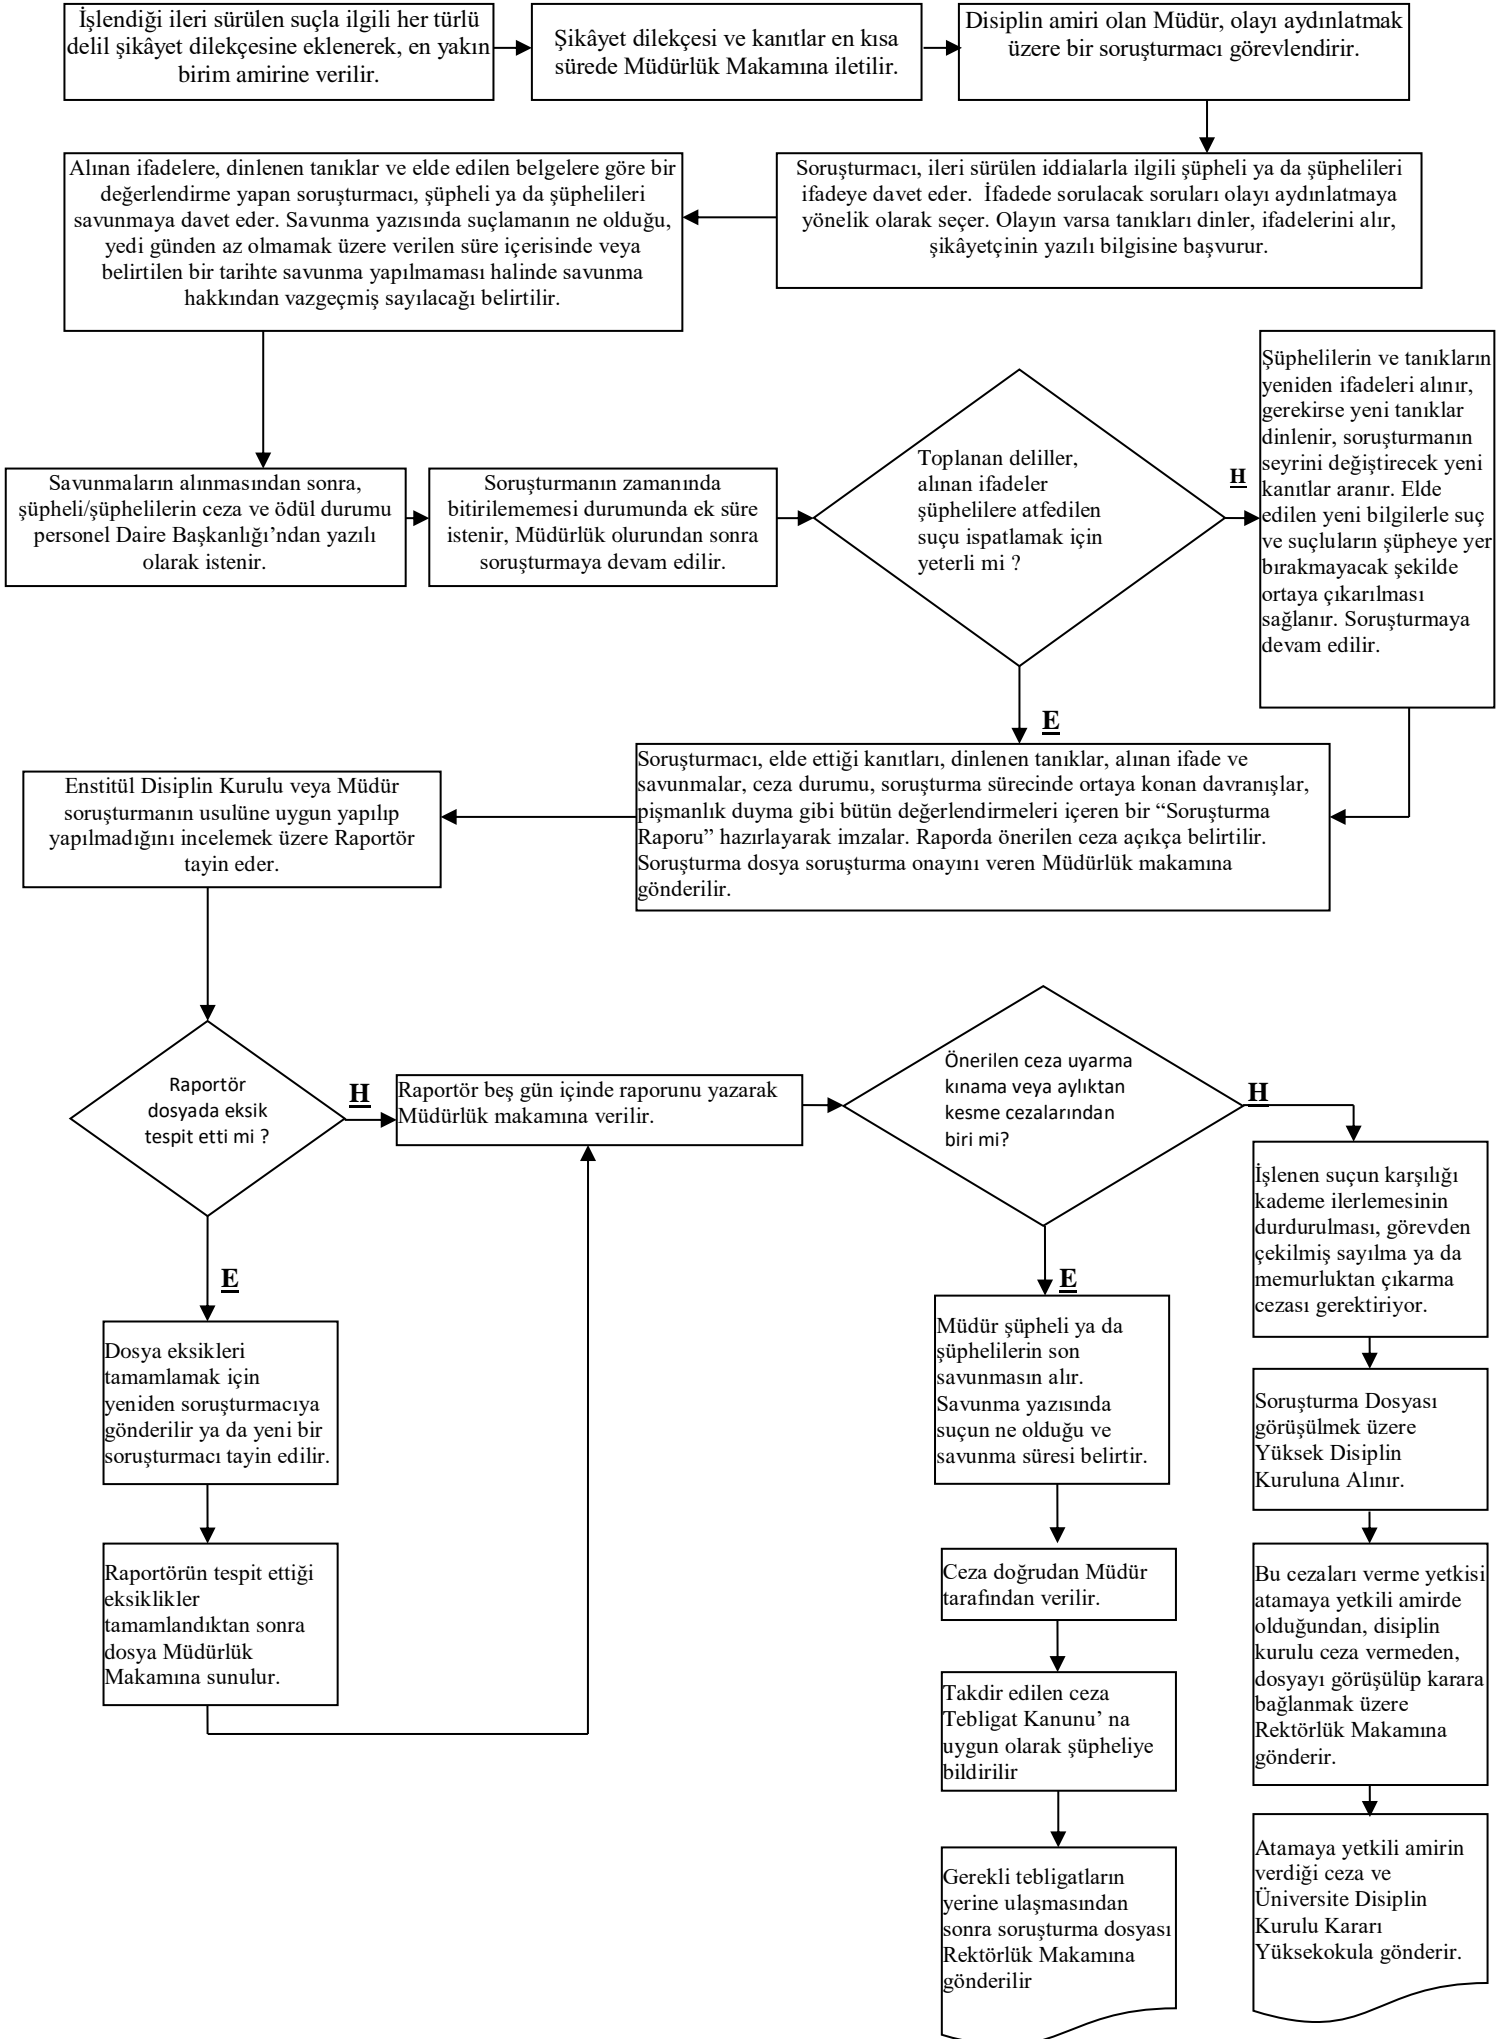 İşlendiği ileri sürülen suçla ilgili her türlü
delil şikâyet dilekçesine eklenerek, en yakın
birim amirine verilir.
Şikâyet dilekçesi ve kanıtlar en kısa
sürede Müdürlük Makamına iletilir.
Disiplin amiri olan Müdür, olayı aydınlatmak
üzere bir soruşturmacı görevlendirir.
Soruşturmacı, ileri sürülen iddialarla ilgili şüpheli ya da şüphelileri
ifadeye davet eder. İfadede sorulacak soruları olayı aydınlatmaya
yönelik olarak seçer. Olayın varsa tanıkları dinler, ifadelerini alır,
şikâyetçinin yazılı bilgisine başvurur.
Alınan ifadelere, dinlenen tanıklar ve elde edilen belgelere göre bir
değerlendirme yapan soruşturmacı, şüpheli ya da şüphelileri
savunmaya davet eder. Savunma yazısında suçlamanın ne olduğu,
yedi günden az olmamak üzere verilen süre içerisinde veya
belirtilen bir tarihte savunma yapılmaması halinde savunma
hakkından vazgeçmiş sayılacağı belirtilir.
Savunmaların alınmasından sonra,
şüpheli/şüphelilerin ceza ve ödül durumu
personel Daire Başkanlığı’ndan yazılı
olarak istenir.
Soruşturmanın zamanında
bitirilememesi durumunda ek süre
istenir, Müdürlük olurundan sonra
soruşturmaya devam edilir.
Toplanan deliller,
alınan ifadeler
şüphelilere atfedilen
suçu ispatlamak için
yeterli mi ?
H
Şüphelilerin ve tanıkların
yeniden ifadeleri alınır,
gerekirse yeni tanıklar
dinlenir, soruşturmanın
seyrini değiştirecek yeni
kanıtlar aranır. Elde
edilen yeni bilgilerle suç
ve suçluların şüpheye yer
bırakmayacak şekilde
ortaya çıkarılması
sağlanır. Soruşturmaya
devam edilir.
E
Soruşturmacı, elde ettiği kanıtları, dinlenen tanıklar, alınan ifade ve
savunmalar, ceza durumu, soruşturma sürecinde ortaya konan davranışlar,
pişmanlık duyma gibi bütün değerlendirmeleri içeren bir “Soruşturma
Raporu” hazırlayarak imzalar. Raporda önerilen ceza açıkça belirtilir.
Soruşturma dosya soruşturma onayını veren Müdürlük makamına
gönderilir.
Enstitül Disiplin Kurulu veya Müdür
soruşturmanın usulüne uygun yapılıp
yapılmadığını incelemek üzere Raportör
tayin eder.
Raportör
dosyada eksik
tespit etti mi ?
H
Raportör beş gün içinde raporunu yazarak
Müdürlük makamına verilir.
Önerilen ceza uyarma
kınama veya aylıktan
kesme cezalarından
biri mi?
H
E
Dosya eksikleri
tamamlamak için
yeniden soruşturmacıya
gönderilir ya da yeni bir
soruşturmacı tayin edilir.
Raportörün tespit ettiği
eksiklikler
tamamlandıktan sonra
dosya Müdürlük
Makamına sunulur.
E
Müdür şüpheli ya da
şüphelilerin son
savunmasın alır.
Savunma yazısında
suçun ne olduğu ve
savunma süresi belirtir.
Ceza doğrudan Müdür
tarafından verilir.
Takdir edilen ceza
Tebligat Kanunu’ na
uygun olarak şüpheliye
bildirilir
Gerekli tebligatların
yerine ulaşmasından
sonra soruşturma dosyası
Rektörlük Makamına
gönderilir
İşlenen suçun karşılığı
kademe ilerlemesinin
durdurulması, görevden
çekilmiş sayılma ya da
memurluktan çıkarma
cezası gerektiriyor.
Soruşturma Dosyası
görüşülmek üzere
Yüksek Disiplin
Kuruluna Alınır.
Bu cezaları verme yetkisi
atamaya yetkili amirde
olduğundan, disiplin
kurulu ceza vermeden,
dosyayı görüşülüp karara
bağlanmak üzere
Rektörlük Makamına
gönderir.
Atamaya yetkili amirin
verdiği ceza ve
Üniversite Disiplin
Kurulu Kararı
Yüksekokula gönderir.